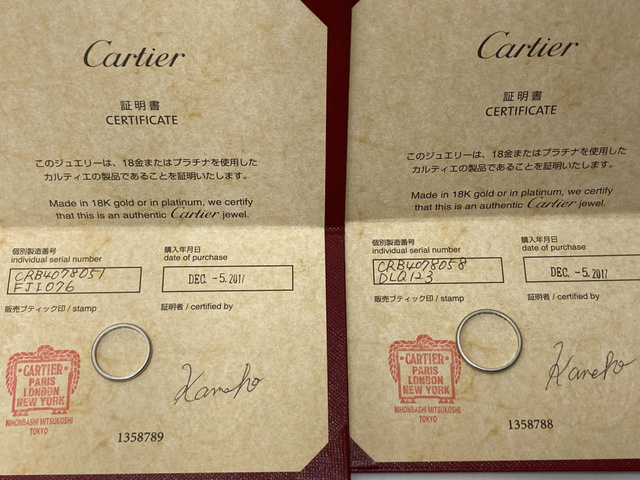 Cartier
証明書
CERTIFICATE
このジュエリーは、18金またはプラチナを使用した
カルティエの製品であることを証明いたします。
Made in 18K gold or in platinum, we certify
that this is an authentic Cartier jewel.
個別製造番号
individual serial number
CRB4078051
FJI076
購入年月日
date of purchase
DEC. -5. 2017
販売ブティック印 / stamp
証明者 / certified by
CARTIER
PARIS
LONDON
NEW YORK
NIHONBASHI MITSUKOSHI
TOKYO
Kaneko
1358789
Cartier
証明書
CERTIFICATE
このジュエリーは、18金またはプラチナを使用した
カルティエの製品であることを証明いたします。
Made in 18K gold or in platinum, we certify
that this is an authentic Cartier jewel.
個別製造番号
individual serial number
CRB4078058
DLQ123
購入年月日
date of purchase
DEC. -5. 2017
販売ブティック印 / stamp
証明者 / certified by
CARTIER
PARIS
LONDON
NEW YORK
NIHONBASHI MITSUKOSHI
TOKYO
Kaneko
1358788